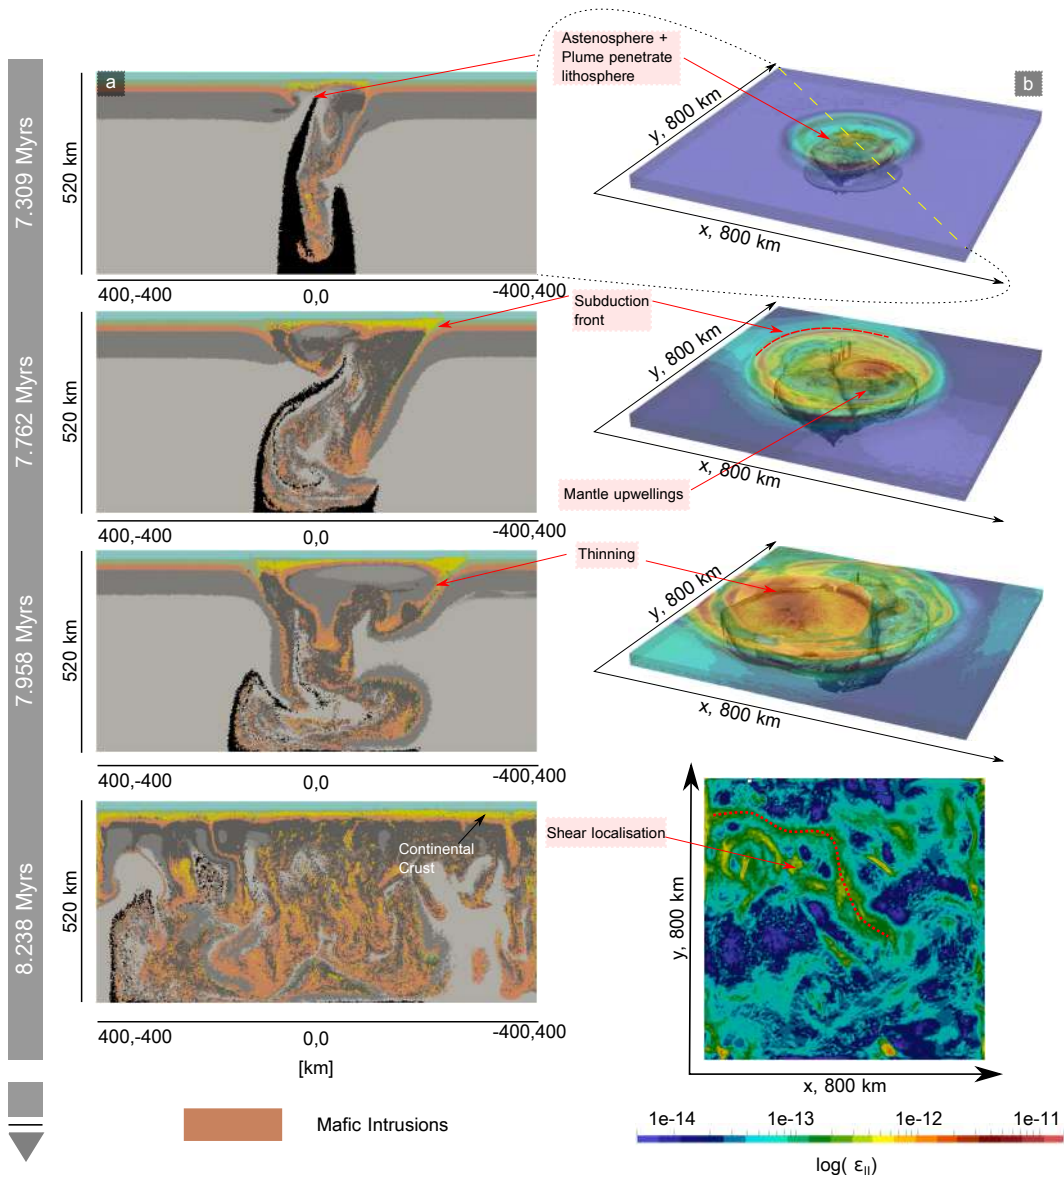 a
b
Astenosphere +
Plume penetrate
lithosphere
7.309 Myrs
520 km
y, 800 km
x, 800 km
400,-400
0,0
-400,400
Subduction
front
7.762 Myrs
520 km
y, 800 km
x, 800 km
Mantle upwellings
400,-400
0,0
-400,400
Thinning
7.958 Myrs
520 km
y, 800 km
x, 800 km
400,-400
0,0
-400,400
8.238 Myrs
520 km
Continental
Crust
Shear localisation
y, 800 km
x, 800 km
400,-400
0,0
-400,400
[km]
Mafic Intrusions
1e-14
1e-13
1e-12
1e-11
log( ε_II)